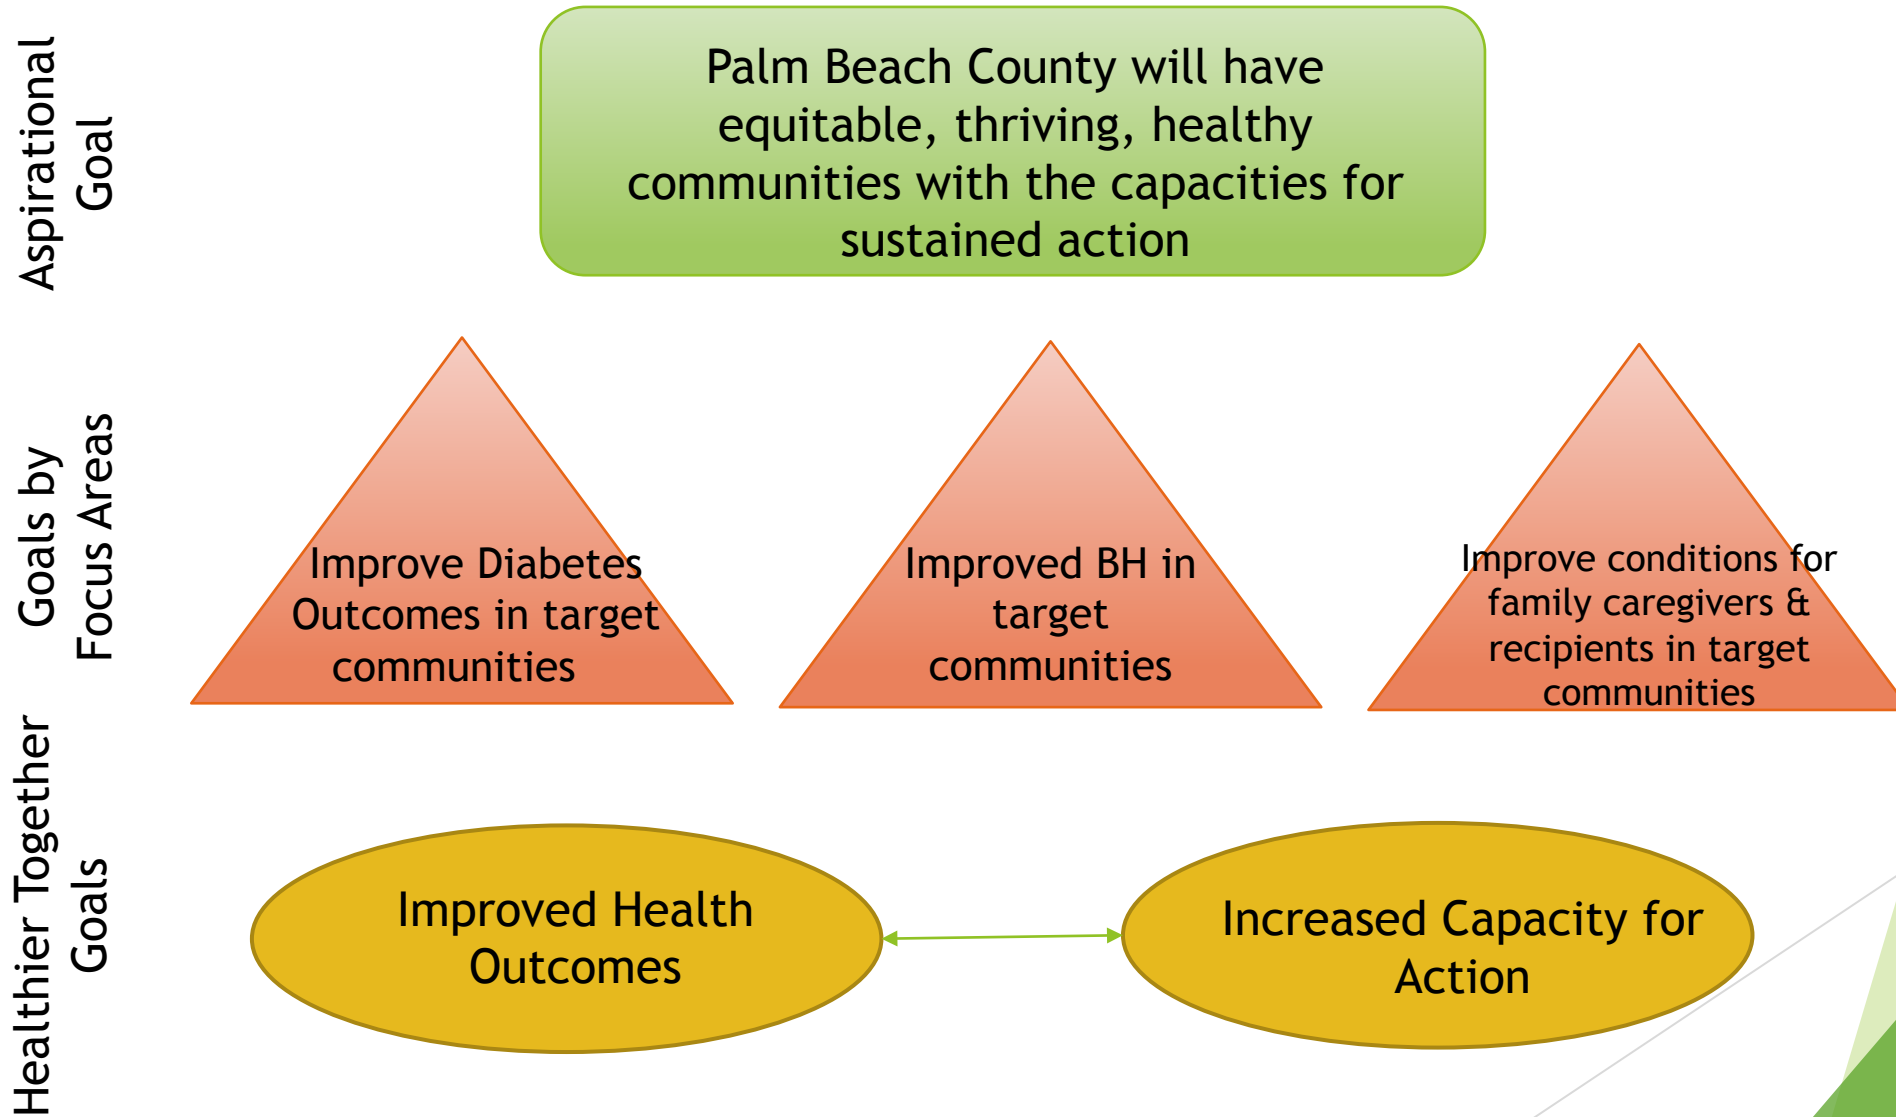 Aspirational
Goal
Palm Beach County will have
equitable, thriving, healthy
communities with the capacities for
sustained action
Goals by
Focus Areas
Improve Diabetes
Outcomes in target
communities
Improved BH in
target
communities
Improve conditions for
family caregivers &
recipients in target
communities
Healthier Together
Goals
Improved Health
Outcomes
Increased Capacity for
Action